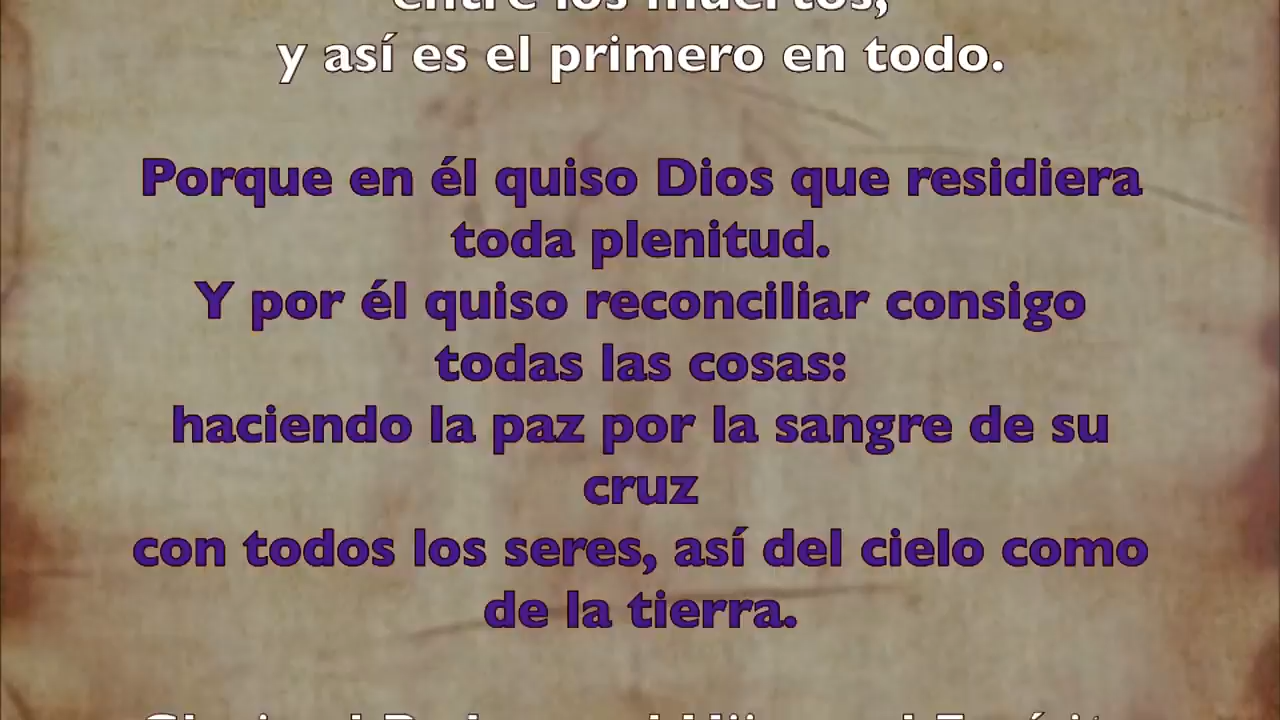 entre los muertos,
y así es el primero en todo.
Porque en él quiso Dios que residiera
toda plenitud.
Y por él quiso reconciliar consigo
todas las cosas:
haciendo la paz por la sangre de su
cruz
con todos los seres, así del cielo como
de la tierra.